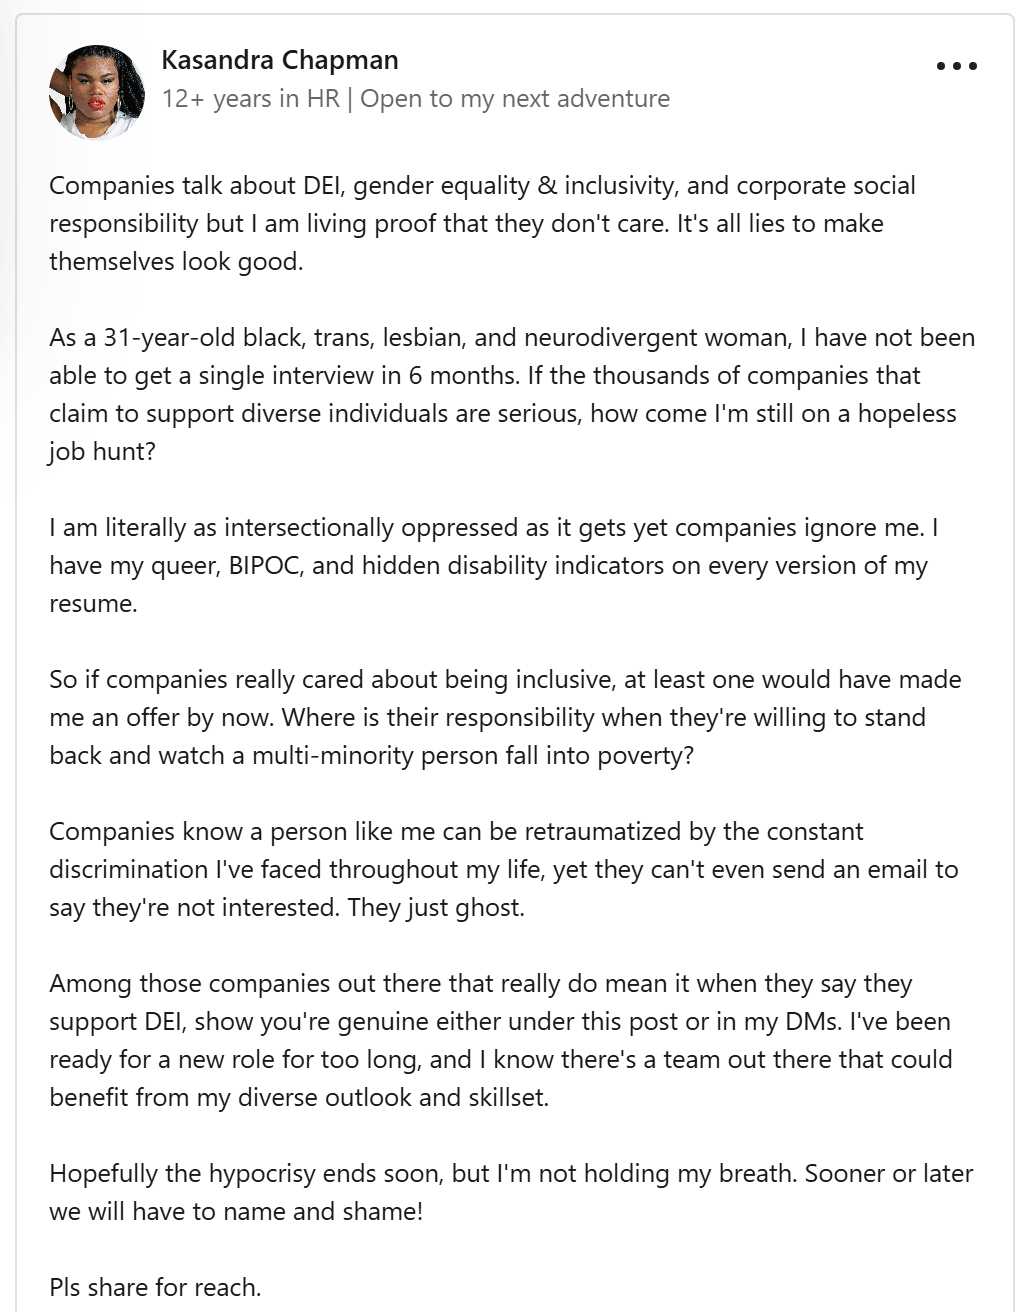 Kasandra Chapman
12+ years in HR | Open to my next adventure
Companies talk about DEI, gender equality & inclusivity, and corporate social
responsibility but I am living proof that they don't care. It's all lies to make
themselves look good.
As a 31-year-old black, trans, lesbian, and neurodivergent woman, I have not been
able to get a single interview in 6 months. If the thousands of companies that
claim to support diverse individuals are serious, how come I'm still on a hopeless
job hunt?
I am literally as intersectionally oppressed as it gets yet companies ignore me. I
have my queer, BIPOC, and hidden disability indicators on every version of my
resume.
So if companies really cared about being inclusive, at least one would have made
me an offer by now. Where is their responsibility when they're willing to stand
back and watch a multi-minority person fall into poverty?
Companies know a person like me can be retraumatized by the constant
discrimination I've faced throughout my life, yet they can't even send an email to
say they're not interested. They just ghost.
Among those companies out there that really do mean it when they say they
support DEI, show you're genuine either under this post or in my DMs. I've been
ready for a new role for too long, and I know there's a team out there that could
benefit from my diverse outlook and skillset.
Hopefully the hypocrisy ends soon, but I'm not holding my breath. Sooner or later
we will have to name and shame!
Pls share for reach.